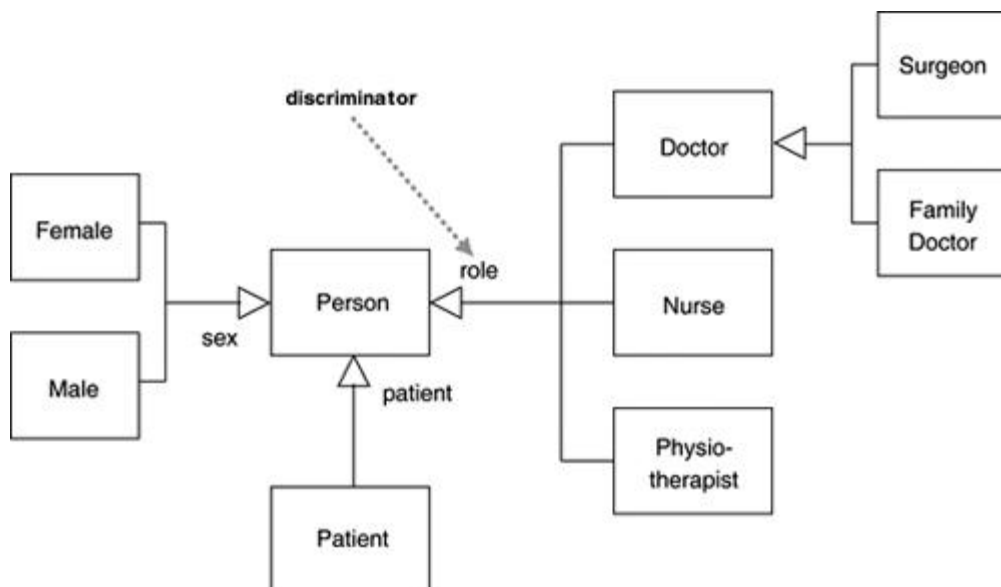 Surgeon
discriminator
Doctor
Female
Family
Doctor
role
Person
Nurse
sex
Male
patient
Physio-
therapist
Patient